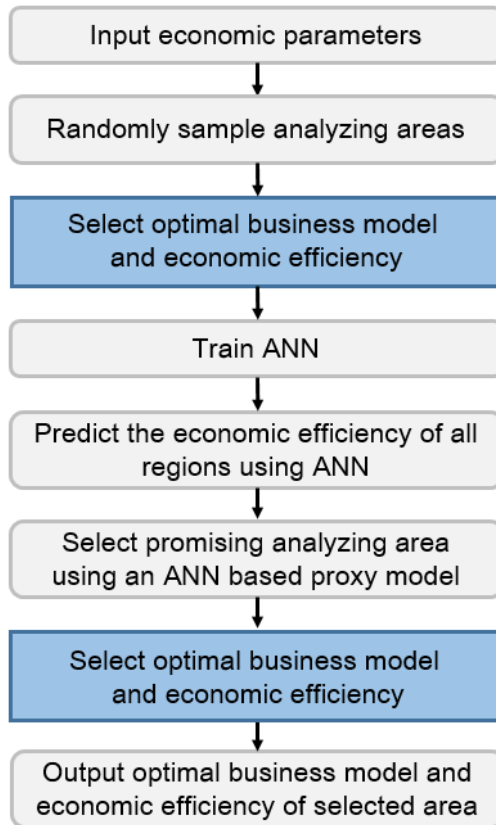 Input economic parameters
Randomly sample analyzing areas
Select optimal business model
and economic efficiency
Train ANN
Predict the economic efficiency of all
regions using ANN
Select promising analyzing area
using an ANN based proxy model
Select optimal business model
and economic efficiency
Output optimal business model and
economic efficiency of selected area